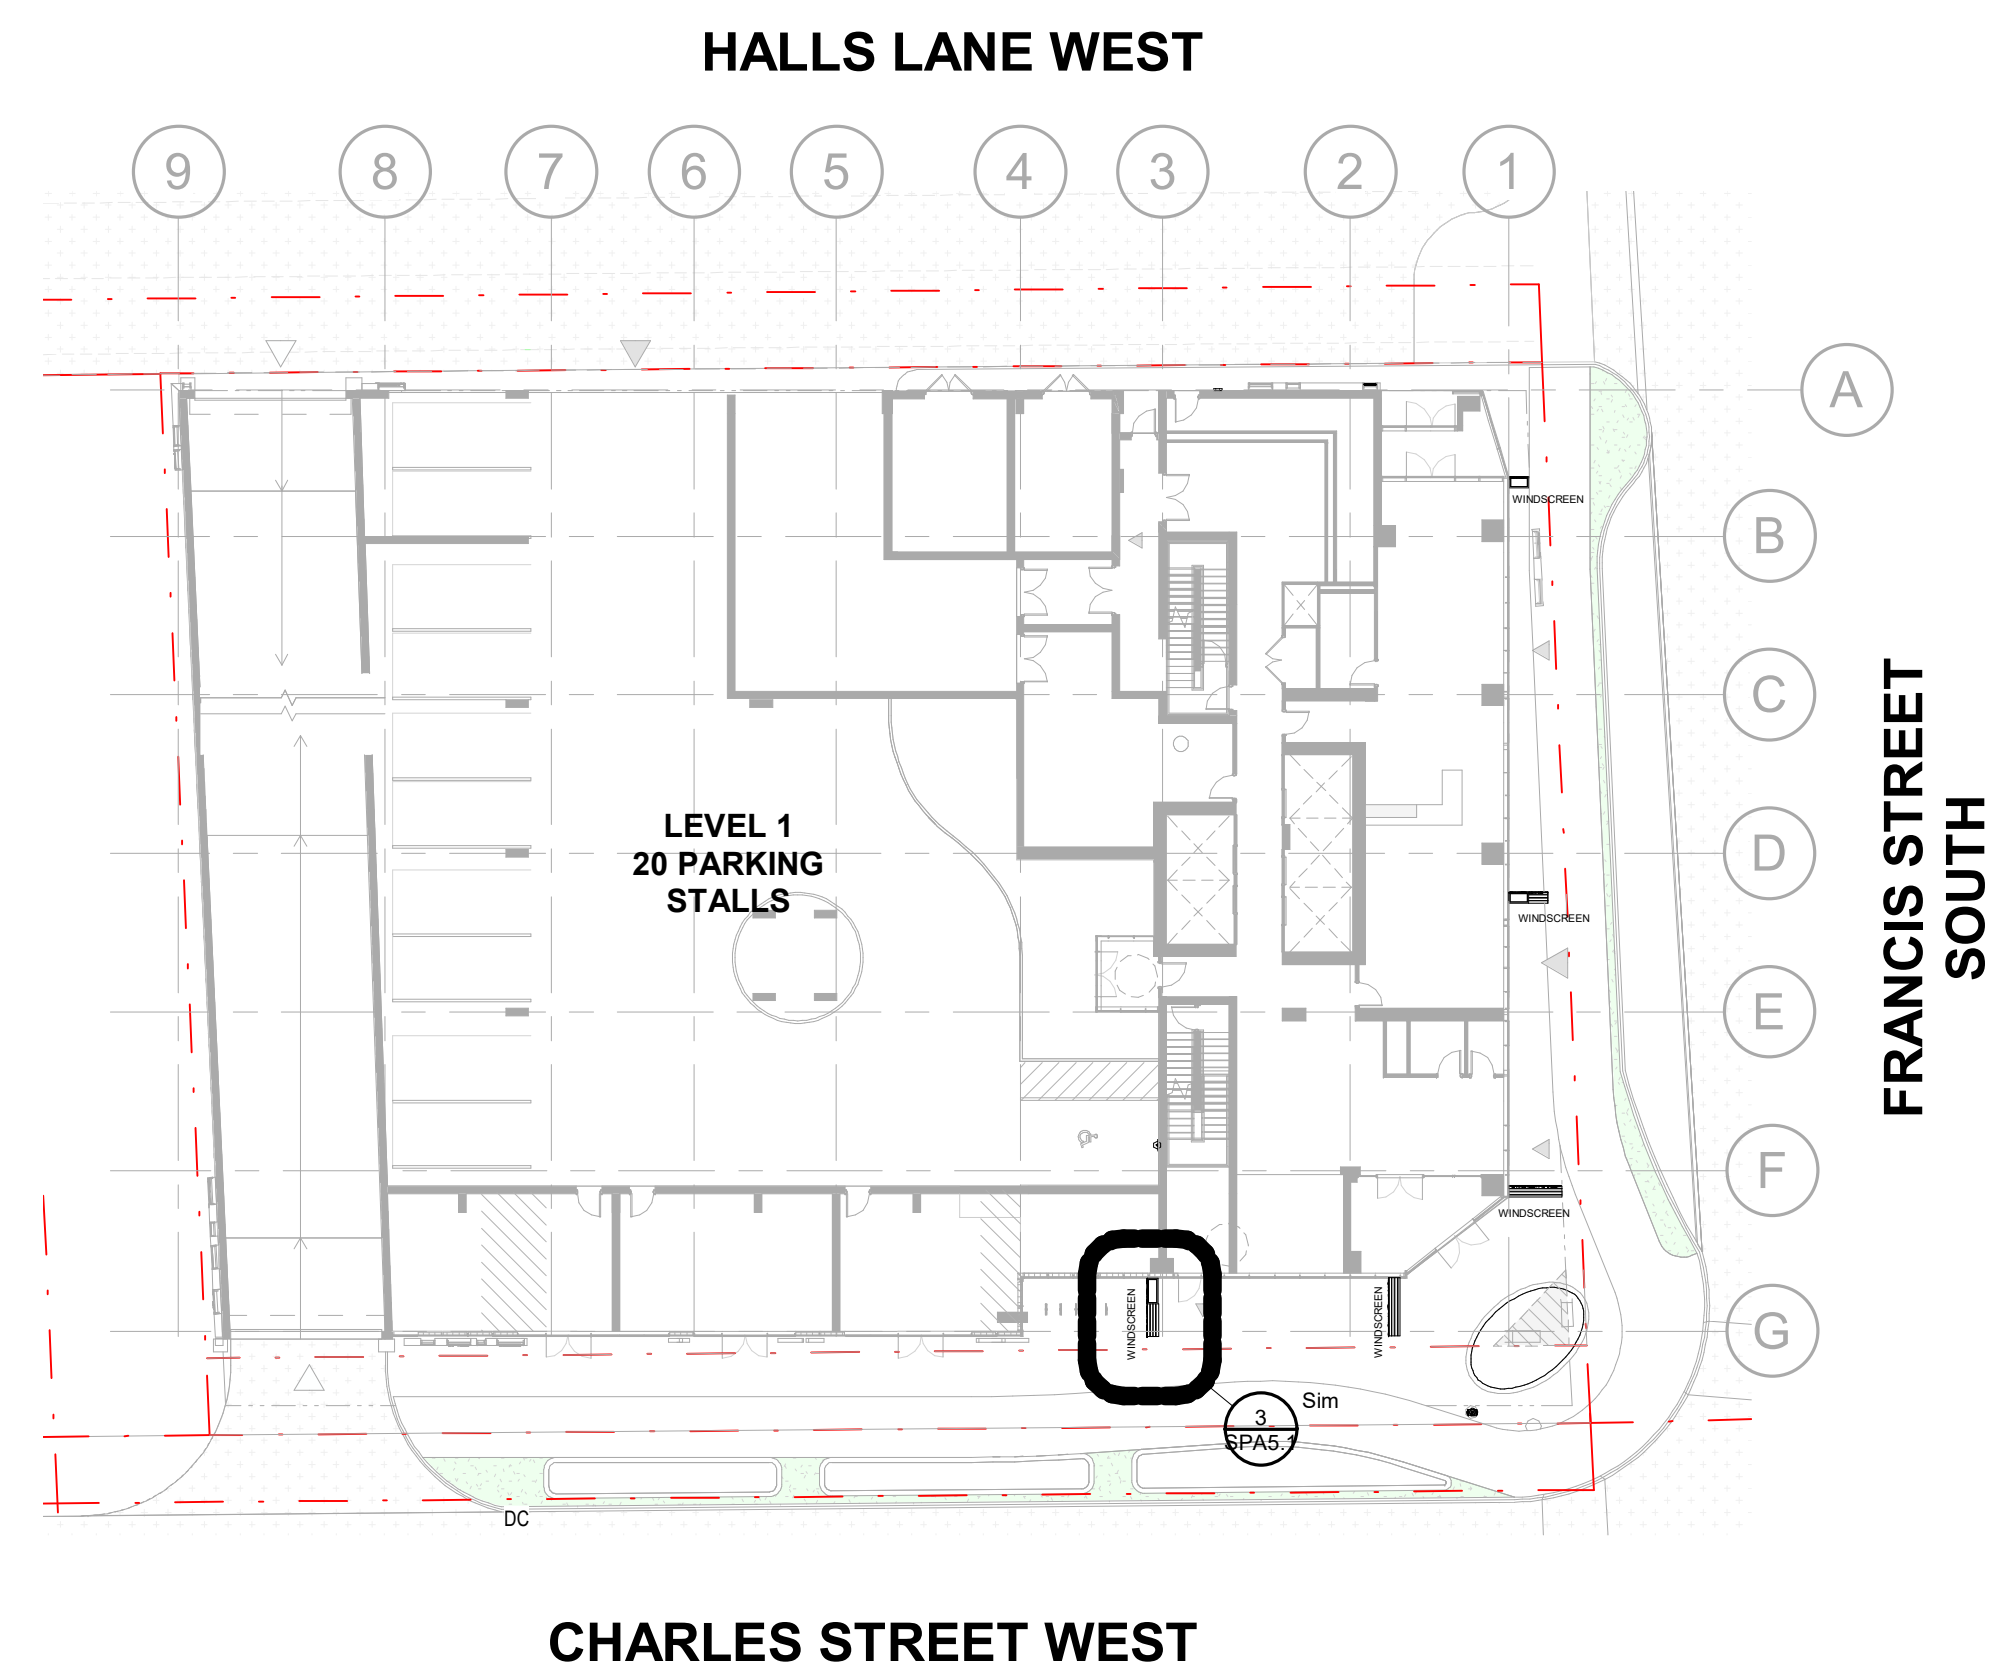 HALLS LANE WEST
9 8 7 6 5 4 3 2 1
A
WINDSCREEN
B
C
FRANCIS STREET
SOUTH
LEVEL 1
20 PARKING
STALLS
D
WINDSCREEN
E
F
WINDSCREEN
WINDSCREEN
WINDSCREEN
G
Sim
3
SPA5.1
DC
CHARLES STREET WEST